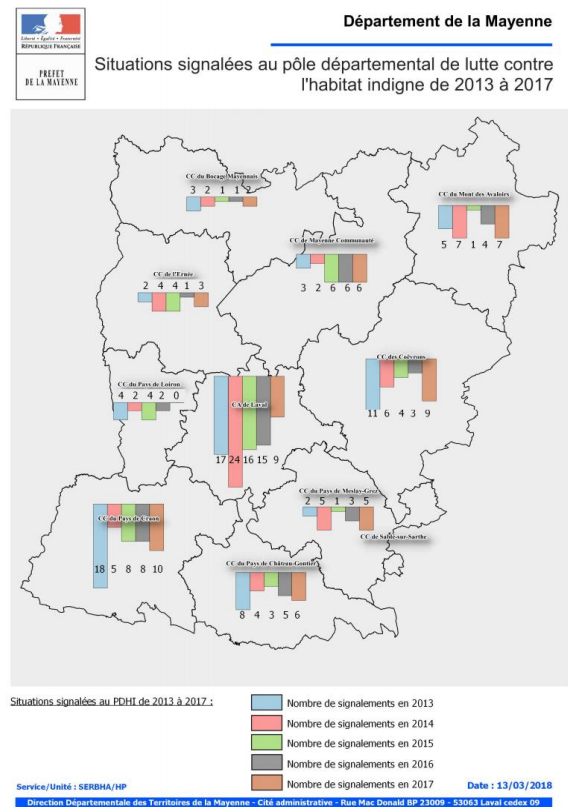 Département de la Mayenne
Liberté • Égalité • Fraternité
RÉPUBLIQUE FRANÇAISE
PREFET
DE LA MAYENNE
Situations signalées au pôle départemental de lutte contre
l'habitat indigne de 2013 à 2017
CC du Bocage Mayennais
3 2 1 1 2
CC du Mont des Avaloirs
5 7 1 4 7
CC de Mayenne Communauté
3 2 6 6 6
CC de l'Ernée
2 4 4 1 3
CC des Coëvrons
11 6 4 3 9
CC du Pays de Loiron
4 2 4 2 0
CA de Laval
17 24 16 15 9
CC du Pays de Meslay-Grez
2 5 1 3 5
CC de Sablé-sur-Sarthe
CC du Pays de Craon
18 5 8 8 10
CC du Pays de Château-Gontier
8 4 3 5 6
Situations signalées au PDHI de 2013 à 2017 :
Nombre de signalements en 2013
Nombre de signalements en 2014
Nombre de signalements en 2015
Nombre de signalements en 2016
Nombre de signalements en 2017
Service/Unité : SERBHA/HP
Date : 13/03/2018
Direction Départementale des Territoires de la Mayenne - Cité administrative - Rue Mac Donald BP 23009 - 53063 Laval cedex 09